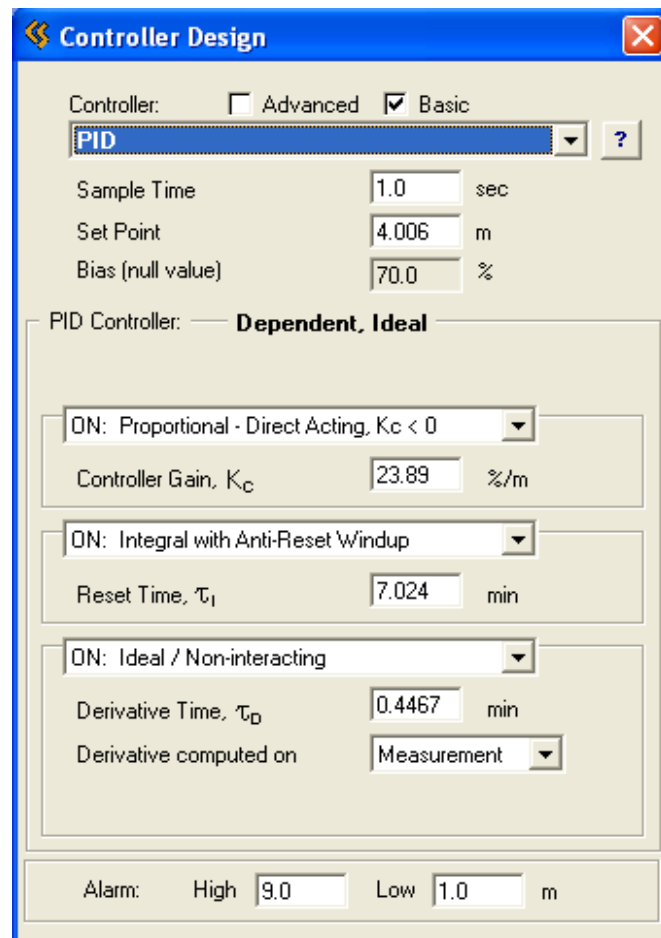 Controller Design
Controller: Advanced Basic
PID ?
Sample Time 1.0 sec
Set Point 4.006 m
Bias (null value) 70.0 %
PID Controller: Dependent, Ideal
ON: Proportional - Direct Acting, Kc < 0
Controller Gain, KC 23.89 %/m
ON: Integral with Anti-Reset Windup
Reset Time, τI 7.024 min
ON: Ideal / Non-interacting
Derivative Time, τD 0.4467 min
Derivative computed on Measurement
Alarm: High 9.0 Low 1.0 m